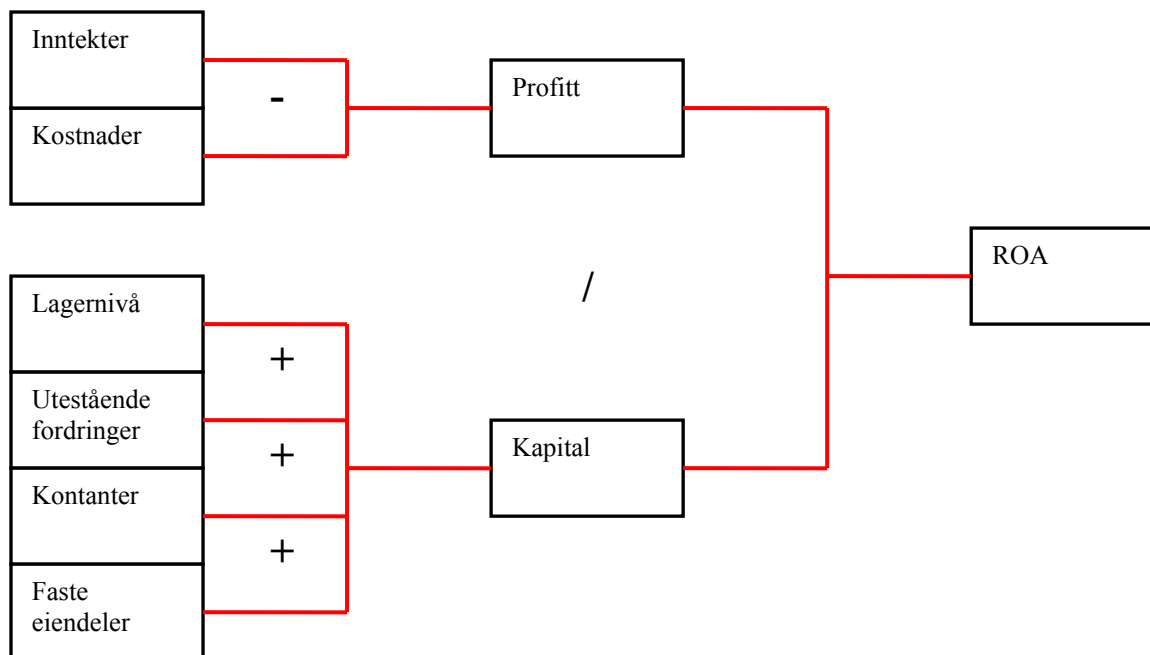 Inntekter
-
Kostnader
Profitt
/
ROA
Lagernivå
+
Utestående
fordringer
+
Kontanter
+
Faste
eiendeler
Kapital